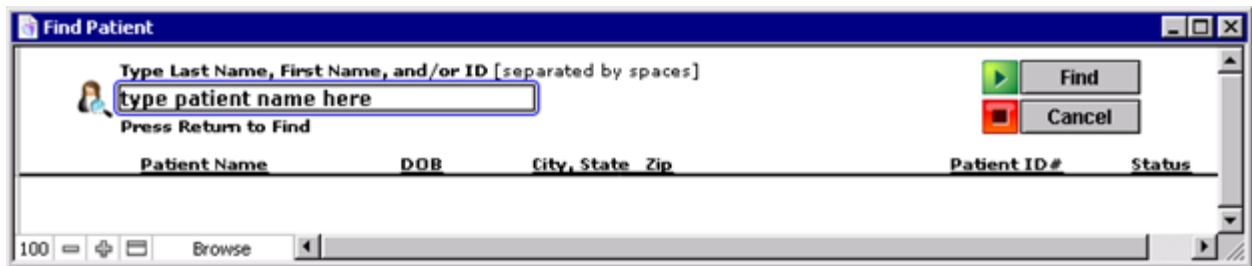 Find Patient
Type Last Name, First Name, and/or ID [separated by spaces]
type patient name here
Press Return to Find
Find
Cancel
Patient Name DOB City, State Zip Patient ID# Status
100 Browse